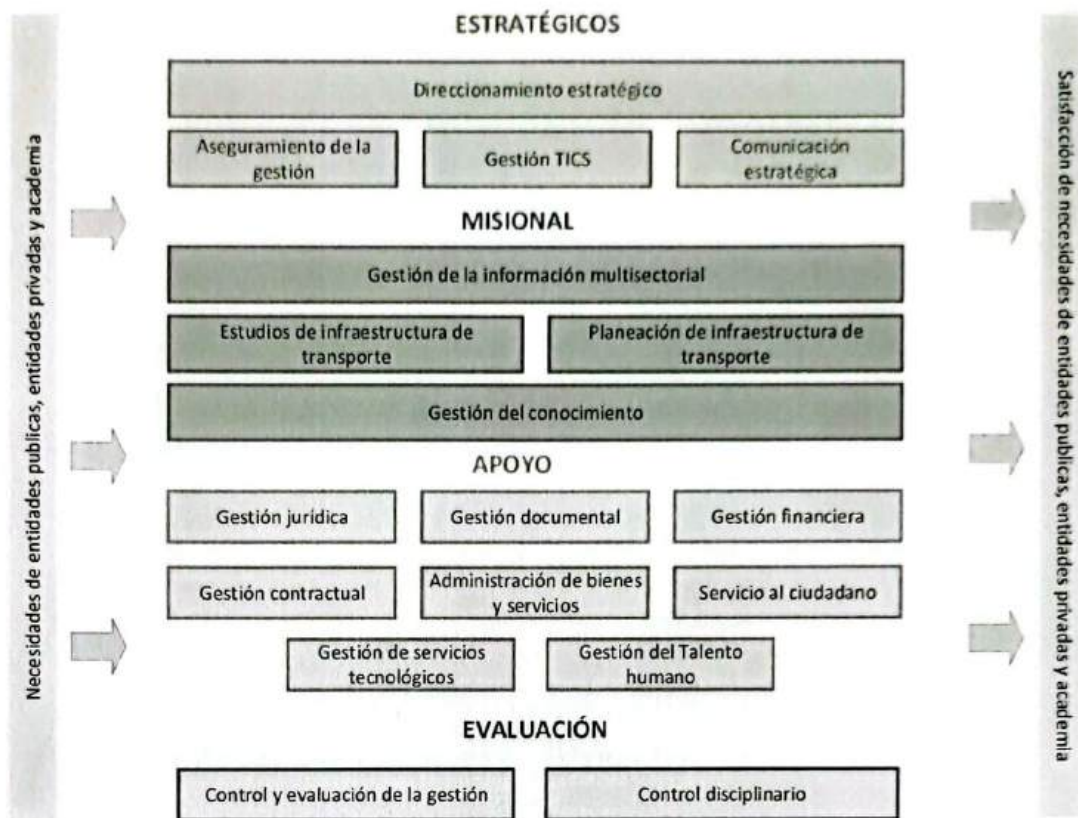 ESTRATÉGICOS
Direccionamiento estratégico
Aseguramiento de la
gestión
Gestión TICS
Comunicación
estratégica
MISIONAL
Gestión de la información multisectorial
Estudios de infraestructura de
transporte
Planeación de infraestructura de
transporte
Gestión del conocimiento
APOYO
Gestión jurídica
Gestión documental
Gestión financiera
Gestión contractual
Administración de bienes
y servicios
Servicio al ciudadano
Gestión de servicios
tecnológicos
Gestión del Talento
humano
EVALUACIÓN
Control y evaluación de la gestión
Control disciplinario
Necesidades de entidades publicas, entidades privadas y academia
Satisfacción de necesidades de entidades publicas, entidades privadas y academia